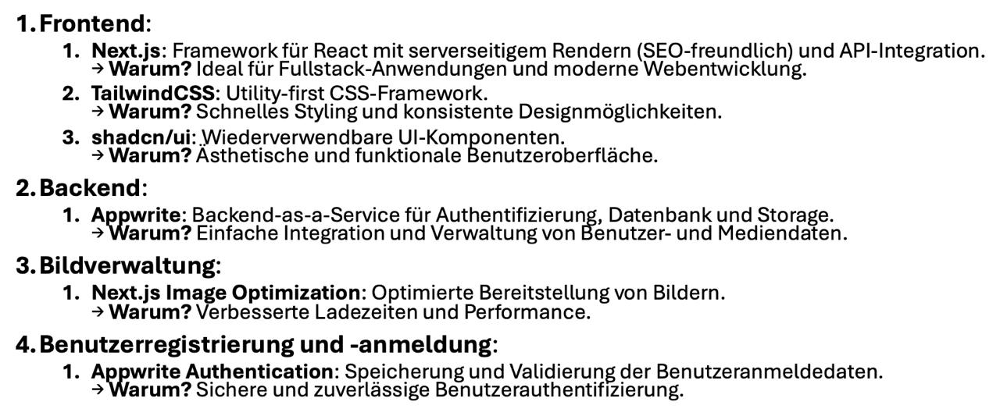 1. Frontend:
1. Next.js: Framework für React mit serverseitigem Rendern (SEO-freundlich) und API-Integration.
→ Warum? Ideal für Fullstack-Anwendungen und moderne Webentwicklung.
2. TailwindCSS: Utility-first CSS-Framework.
→ Warum? Schnelles Styling und konsistente Designmöglichkeiten.
3. shadcn/ui: Wiederverwendbare UI-Komponenten.
→ Warum? Ästhetische und funktionale Benutzeroberfläche.
2. Backend:
1. Appwrite: Backend-as-a-Service für Authentifizierung, Datenbank und Storage.
→ Warum? Einfache Integration und Verwaltung von Benutzer- und Mediendaten.
3. Bildverwaltung:
1. Next.js Image Optimization: Optimierte Bereitstellung von Bildern.
→ Warum? Verbesserte Ladezeiten und Performance.
4. Benutzerregistrierung und -anmeldung:
1. Appwrite Authentication: Speicherung und Validierung der Benutzeranmeldedaten.
→ Warum? Sichere und zuverlässige Benutzerauthentifizierung.